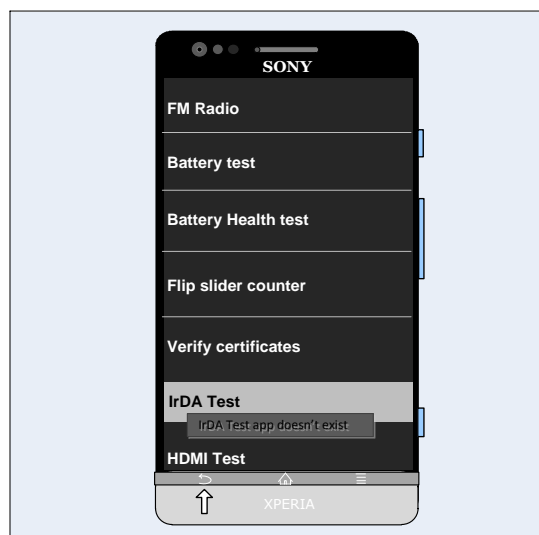 SONY
FM Radio
Battery test
Battery Health test
Flip slider counter
Verify certificates
IrDA Test
IrDA Test app doesn't exist
HDMI Test
XPERIA